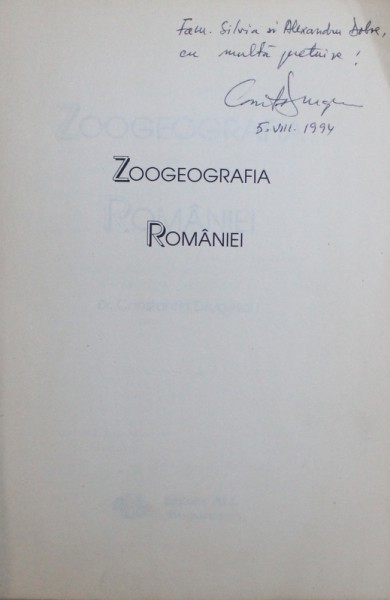 Fam. Silvia și Alexandru Dobre,
cu multă prețuire!
5.VIII.1994
ZOOGEOGRAFIA
ROMÂNIEI